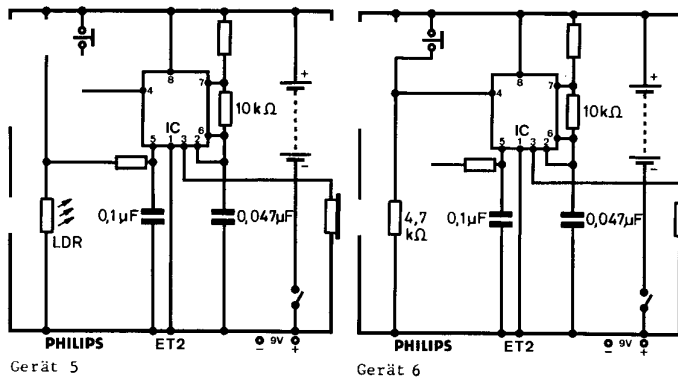 8
4
7
10kΩ
+
IC
6
5 1 3 2
−
0,1µF
0,047µF
LDR
PHILIPS
ET2
− 9V +
Gerät 5
8
4
7
10kΩ
+
IC
6
5 1 3 2
−
4,7
kΩ
0,1µF
0,047µF
PHILIPS
ET2
− 9V +
Gerät 6